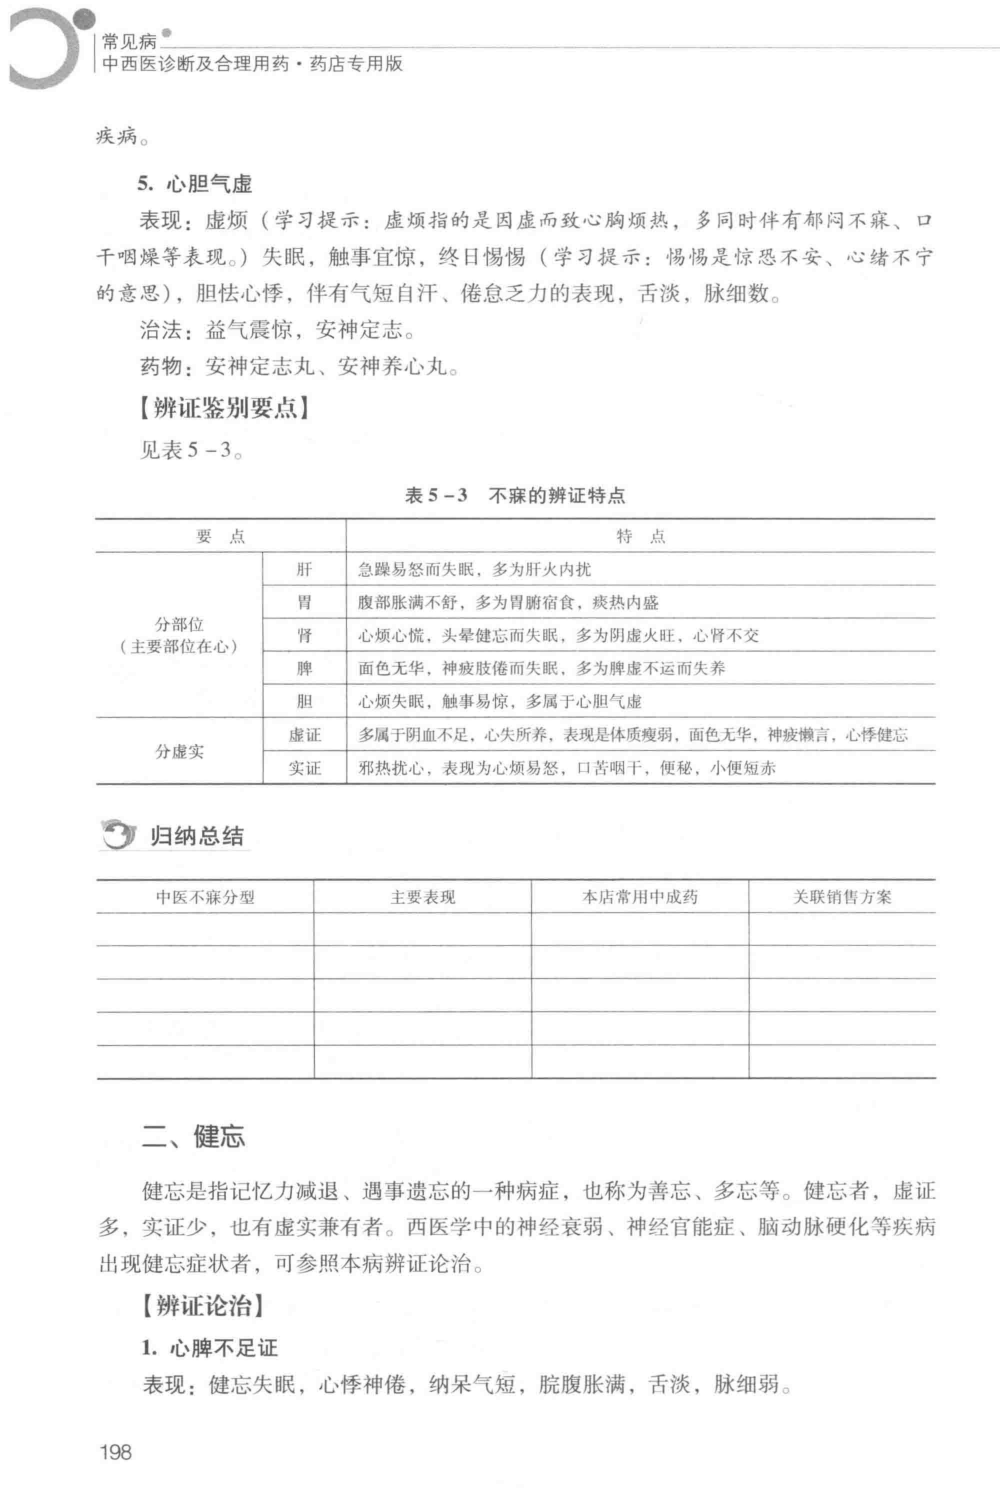 常见病
中西医诊断及合理用药·药店专用版
疾病。
5. 心胆气虚
表现：虚烦（学习提示：虚烦指的是因虚而致心胸烦热，多同时伴有郁闷不寐、口
干咽燥等表现。）失眠，触事宜惊，终日惕惕（学习提示：惕惕是惊恐不安、心绪不宁
的意思），胆怯心悸，伴有气短自汗、倦怠乏力的表现，舌淡，脉细数。
治法：益气震惊，安神定志。
药物：安神定志丸、安神养心丸。
【辨证鉴别要点】
见表5－3。
表5－3 不寐的辨证特点
要 点 特 点
肝 急躁易怒而失眠，多为肝火内扰
胃 腹部胀满不舒，多为胃腑宿食，痰热内盛
分部位
（主要部位在心）
肾 心烦心慌，头晕健忘而失眠，多为阴虚火旺，心肾不交
脾 面色无华，神疲肢倦而失眠，多为脾虚不运而失养
胆 心烦失眠，触事易惊，多属于心胆气虚
分虚实
虚证 多属于阴血不足，心失所养，表现是体质瘦弱，面色无华，神疲懒言，心悸健忘
实证 邪热扰心，表现为心烦易怒，口苦咽干，便秘，小便短赤
归纳总结
中医不寐分型 主要表现 本店常用中成药 关联销售方案
二、健忘
健忘是指记忆力减退、遇事遗忘的一种病症，也称为善忘、多忘等。健忘者，虚证
多，实证少，也有虚实兼有者。西医学中的神经衰弱、神经官能症、脑动脉硬化等疾病
出现健忘症状者，可参照本病辨证论治。
【辨证论治】
1. 心脾不足证
表现：健忘失眠，心悸神倦，纳呆气短，脘腹胀满，舌淡，脉细弱。
198